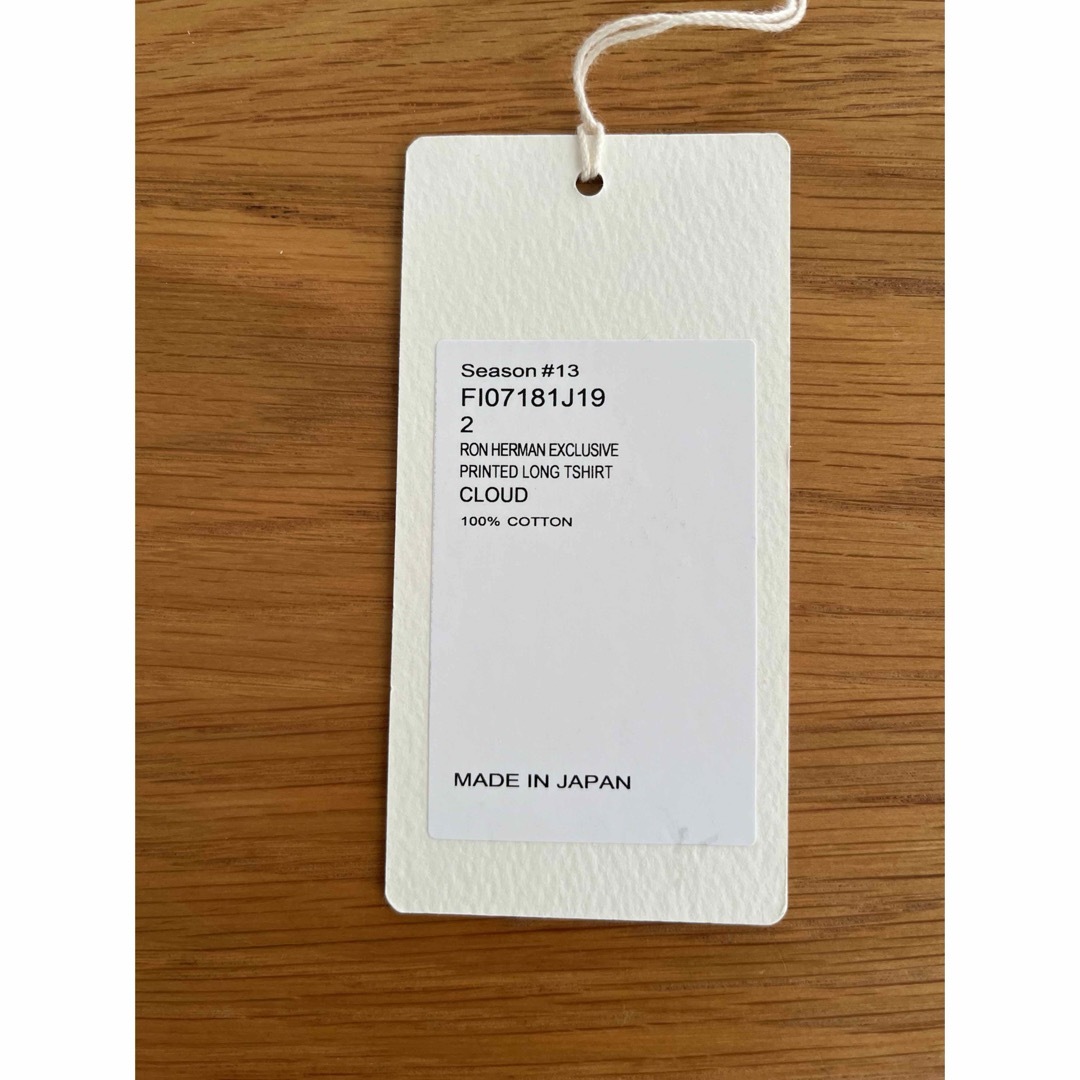 Season #13
FI07181J19
2
RON HERMAN EXCLUSIVE
PRINTED LONG TSHIRT
CLOUD
100% COTTON
MADE IN JAPAN